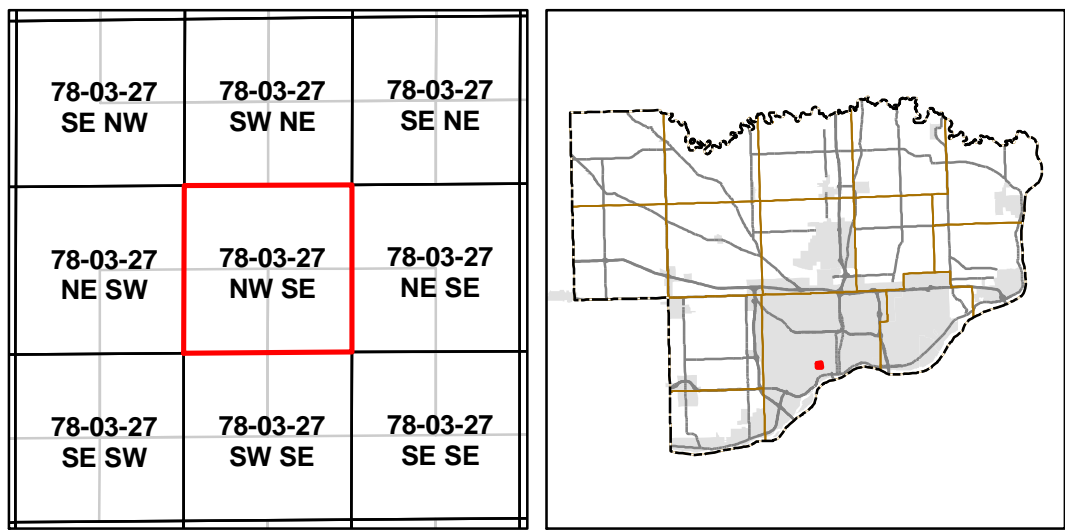 78-03-27
SE NW
78-03-27
SW NE
78-03-27
SE NE
78-03-27
NE SW
78-03-27
NW SE
78-03-27
NE SE
78-03-27
SE SW
78-03-27
SW SE
78-03-27
SE SE